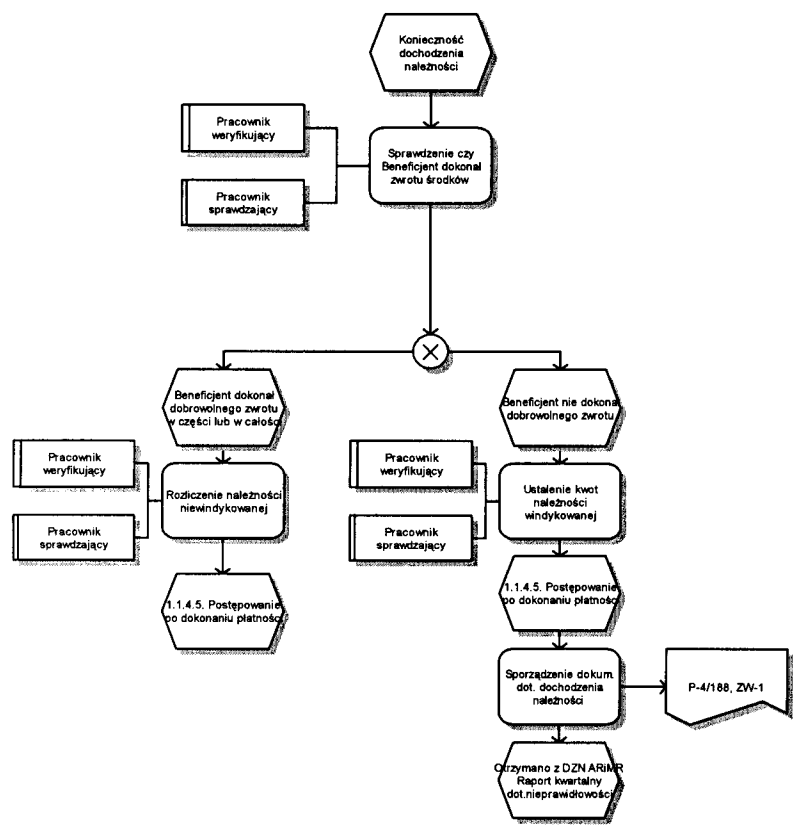 Konieczność
dochodzenia
należności
Pracownik
weryfikujący
Sprawdzenie czy
Beneficjent dokonał
zwrotu środków
Pracownik
sprawdzający
Beneficjent dokonał
dobrowolnego zwrotu
w części lub w całości
Beneficjent nie dokonał
dobrowolnego zwrotu
Pracownik
weryfikujący
Rozliczenie należności
niewindykowanej
Pracownik
sprawdzający
Pracownik
weryfikujący
Ustalenie kwot
należności
windykowanej
Pracownik
sprawdzający
1.1.4.5. Postępowanie
po dokonaniu płatności
1.1.4.5. Postępowanie
po dokonaniu płatności
Sporządzenie dokum.
dot. dochodzenia
należności
P-4/188, ZW-1
Otrzymano z DZN ARiMR
Raport kwartalny
dot.nieprawidłowości